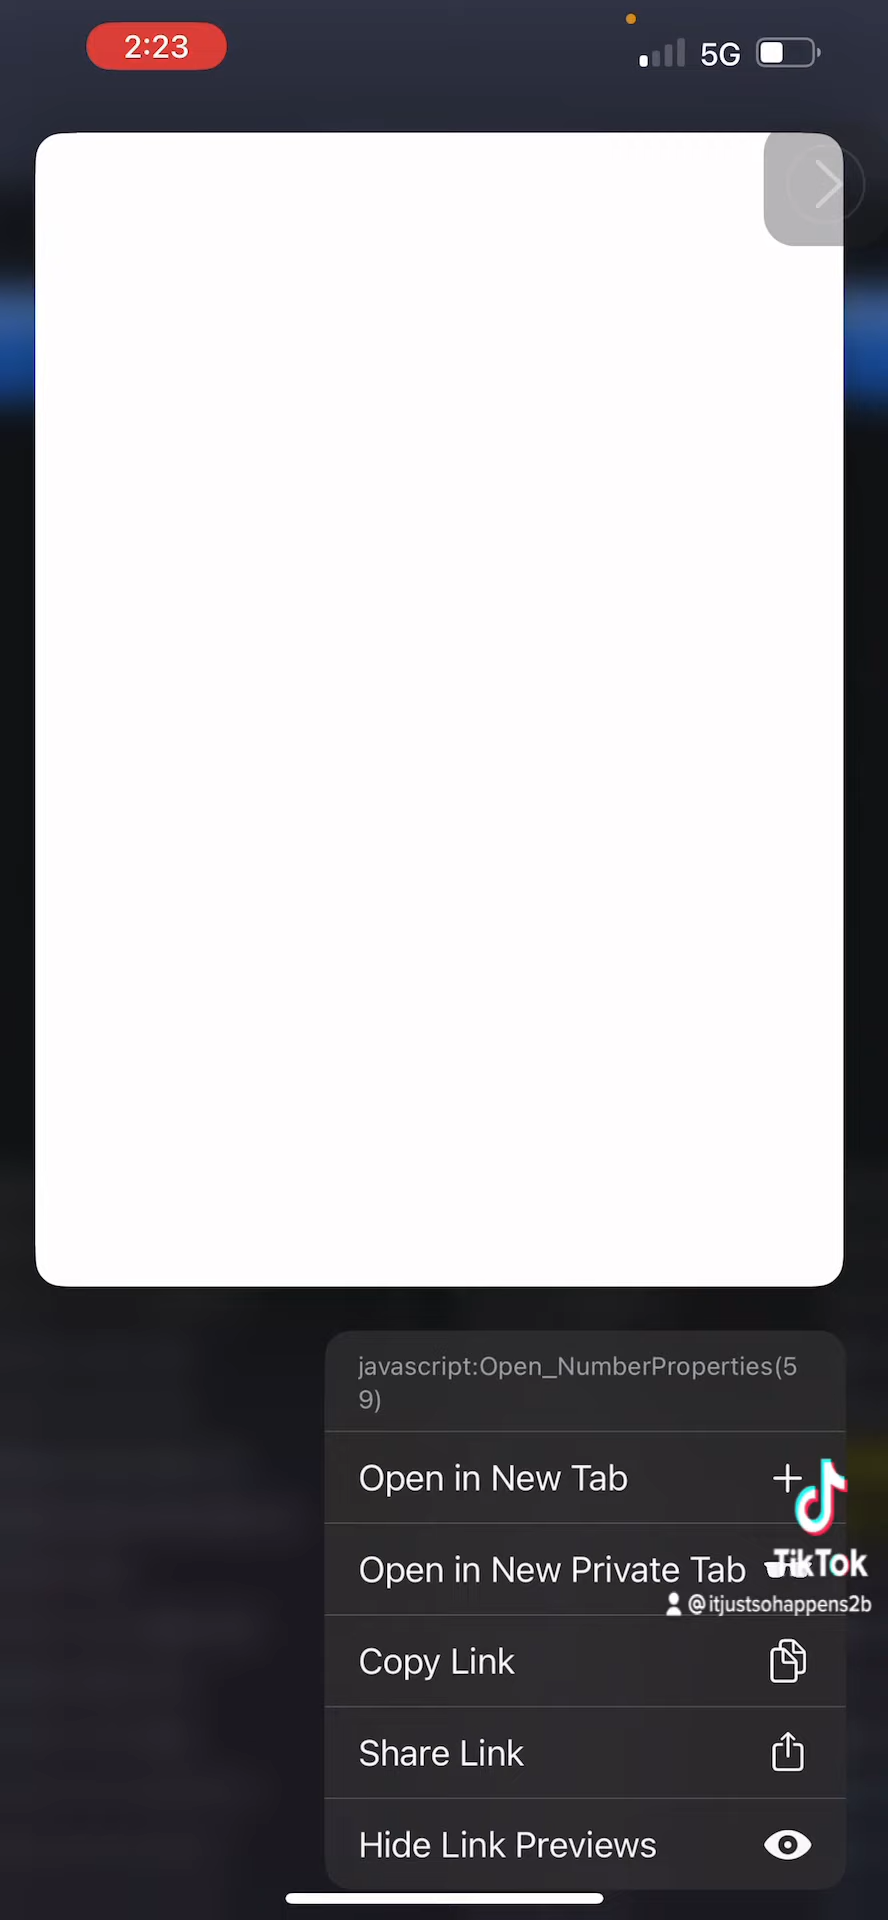 2:23
5G
javascript:Open_NumberProperties(5
9)
Open in New Tab
Open in New Private Tab
TikTok
@itjustsohappens2b
Copy Link
Share Link
Hide Link Previews